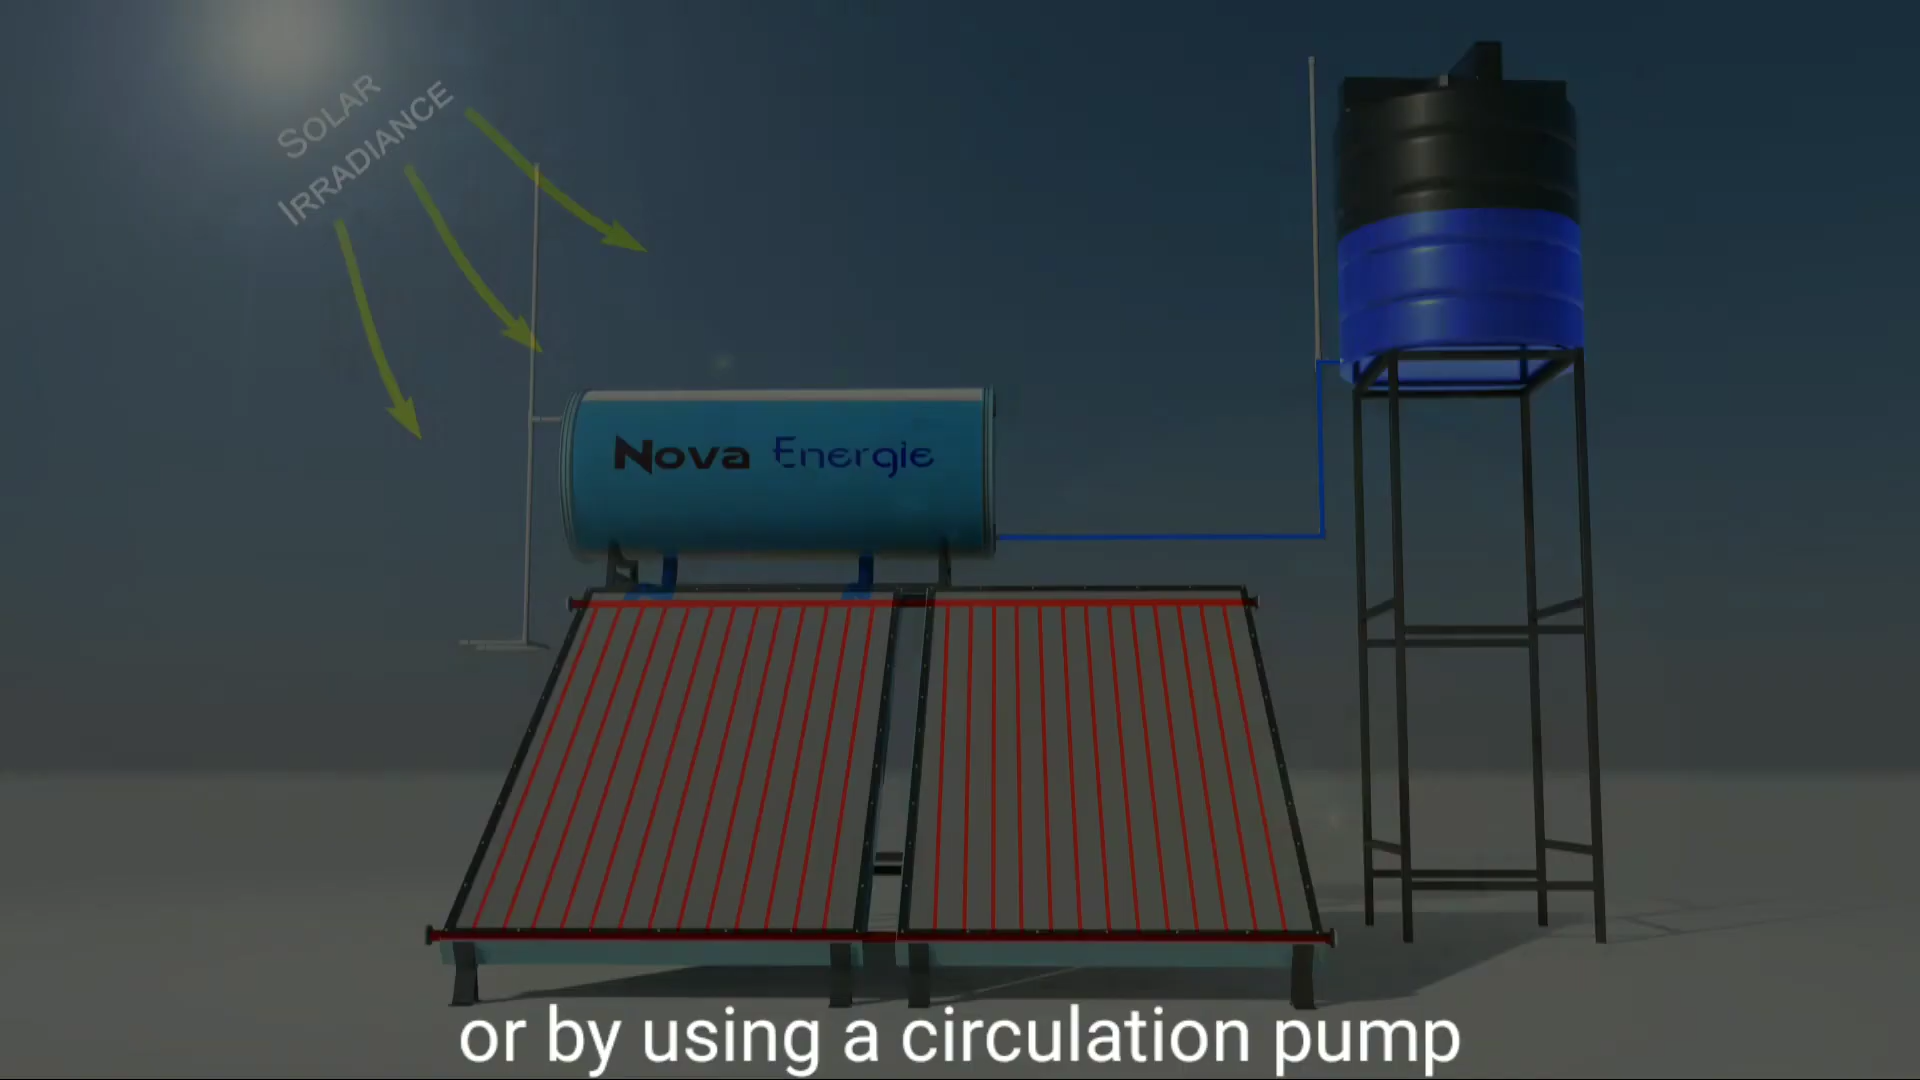 SOLAR
IRRADIANCE
Nova Energie
or by using a circulation pump